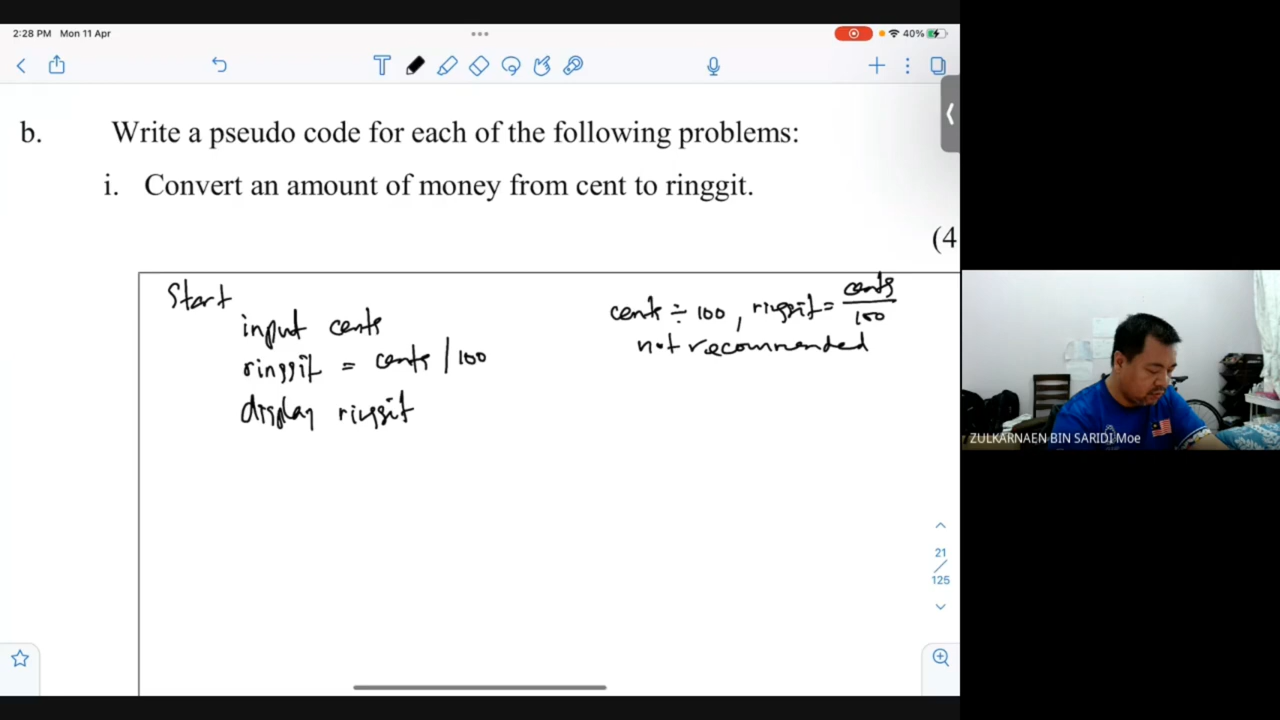 2:28 PM Mon 11 Apr
40%
b. Write a pseudo code for each of the following problems:
i. Convert an amount of money from cent to ringgit.
(4
Start
input cents
ringgit = cents / 100
display ringgit
cents ÷ 100, ringgit = cents/100
not recommended
21
/
125
ZULKARNAEN BIN SARIDI Moe